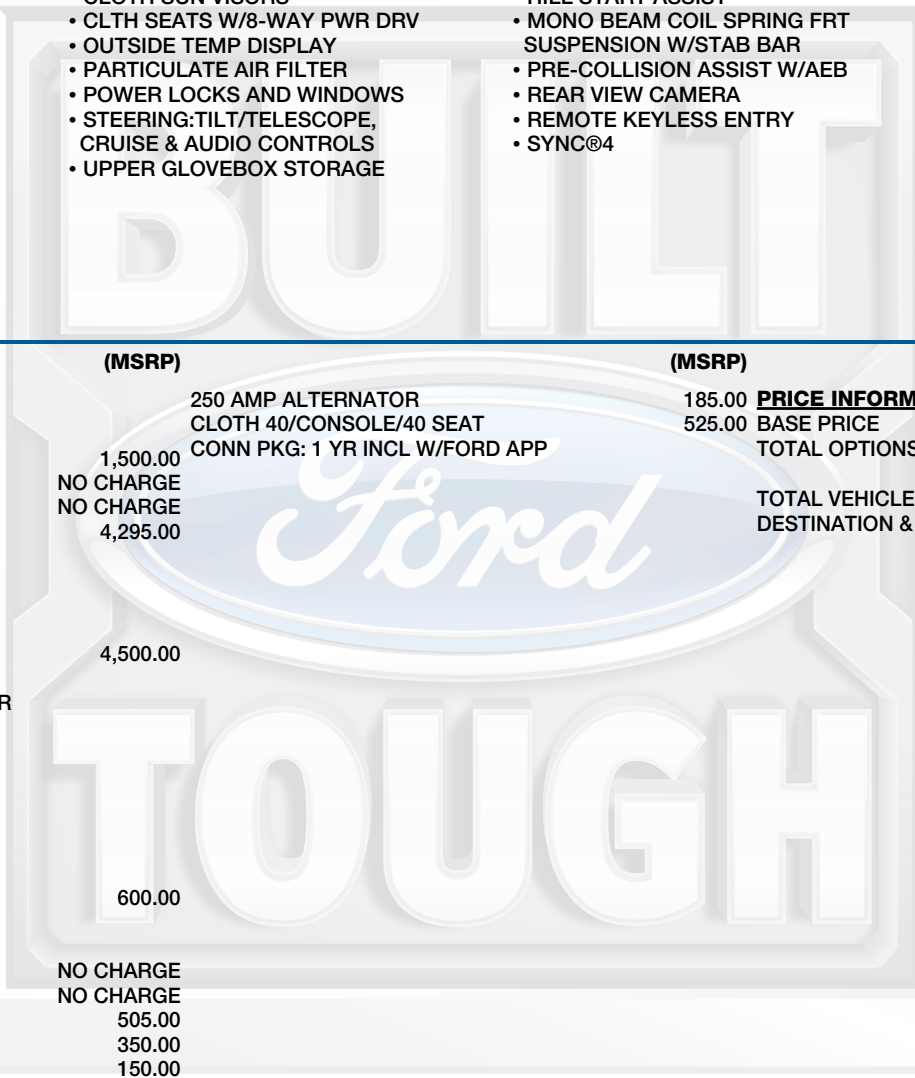 • CLTH SEATS W/8-WAY PWR DRV
• OUTSIDE TEMP DISPLAY
• PARTICULATE AIR FILTER
• POWER LOCKS AND WINDOWS
• STEERING:TILT/TELESCOPE,
CRUISE & AUDIO CONTROLS
• UPPER GLOVEBOX STORAGE
HILL START ASSIST
• MONO BEAM COIL SPRING FRT
SUSPENSION W/STAB BAR
• PRE-COLLISION ASSIST W/AEB
• REAR VIEW CAMERA
• REMOTE KEYLESS ENTRY
• SYNC®4
BUILT
Ford
TOUGH
(MSRP)
1,500.00
NO CHARGE
NO CHARGE
4,295.00
4,500.00
R
600.00
NO CHARGE
NO CHARGE
505.00
350.00
150.00
(MSRP)
250 AMP ALTERNATOR 185.00
CLOTH 40/CONSOLE/40 SEAT 525.00
CONN PKG: 1 YR INCL W/FORD APP
PRICE INFORM
BASE PRICE
TOTAL OPTIONS
TOTAL VEHICLE
DESTINATION &